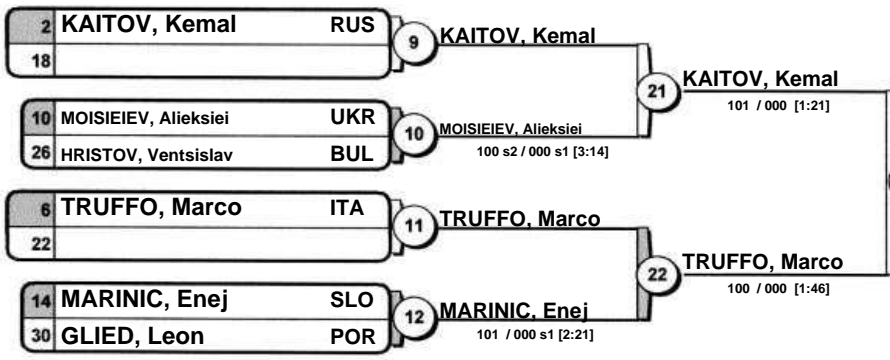 2 KAITOV, Kemal RUS
18
9 KAITOV, Kemal
10 MOISIEIEV, Alieksiei UKR
26 HRISTOV, Ventsislav BUL
10 MOISIEIEV, Alieksiei
100 s2 / 000 s1 [3:14]
21 KAITOV, Kemal
101 / 000 [1:21]
6 TRUFFO, Marco ITA
22
11 TRUFFO, Marco
14 MARINIC, Enej SLO
30 GLIED, Leon POR
12 MARINIC, Enej
101 / 000 s1 [2:21]
22 TRUFFO, Marco
100 / 000 [1:46]